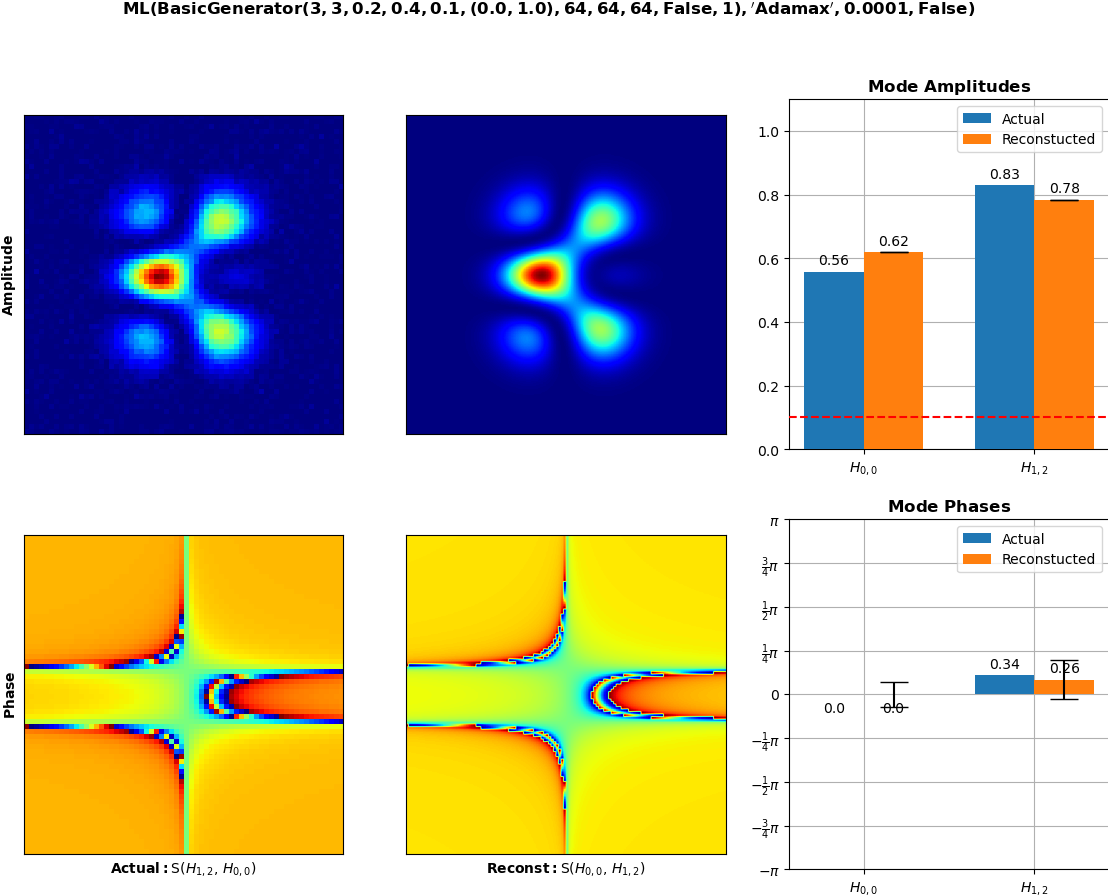 ML(BasicGenerator(3, 3, 0.2, 0.4, 0.1, (0.0, 1.0), 64, 64, 64, False, 1), ′Adamax′, 0.0001, False)
Mode Amplitudes
Amplitude
1.0
0.8
0.6
0.4
0.2
0.0
Actual
Reconstucted
0.56
0.62
0.83
0.78
H0,0
H1,2
Phase
Actual: S(H1,2, H0,0)
Reconst: S(H0,0, H1,2)
Mode Phases
π
3/4π
1/2π
1/4π
0
−1/4π
−1/2π
−3/4π
−π
Actual
Reconstucted
0.0
0.0
0.34
0.26
H0,0
H1,2